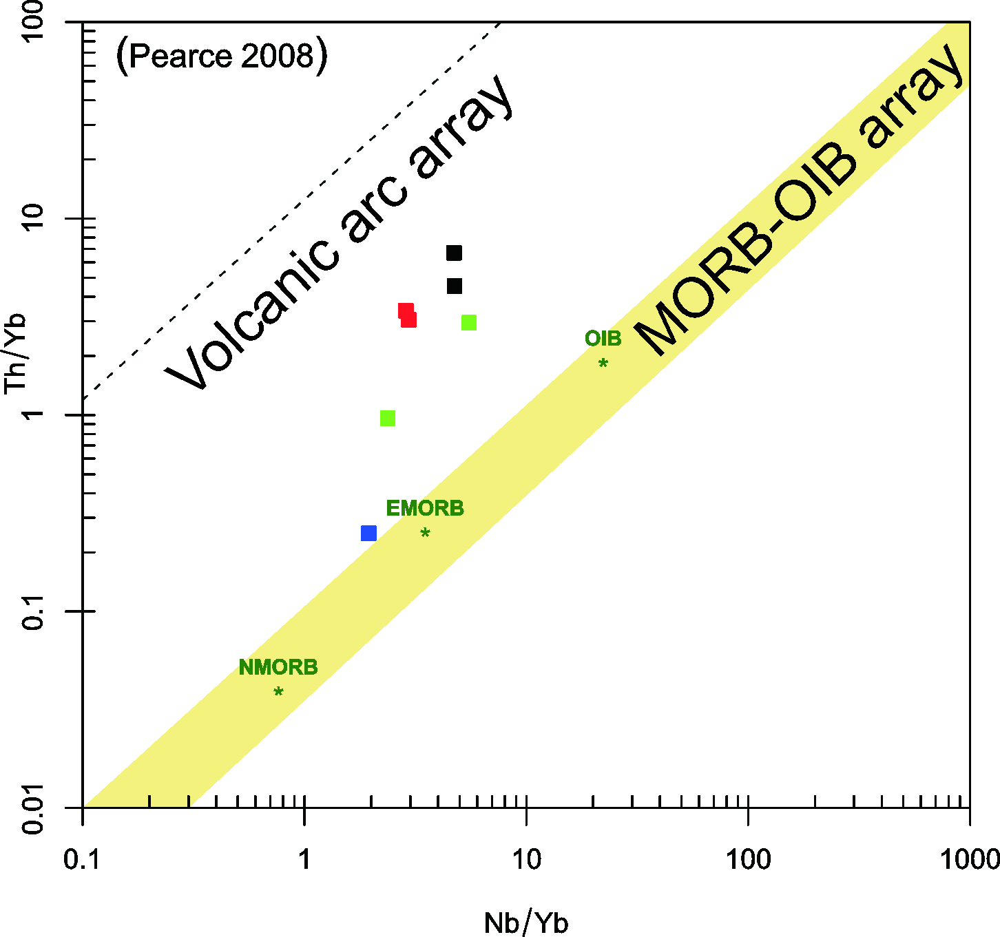 (Pearce 2008)
Volcanic arc array
MORB-OIB array
OIB
EMORB
NMORB
Th/Yb
100
10
1
0.1
0.01
0.1 1 10 100 1000
Nb/Yb